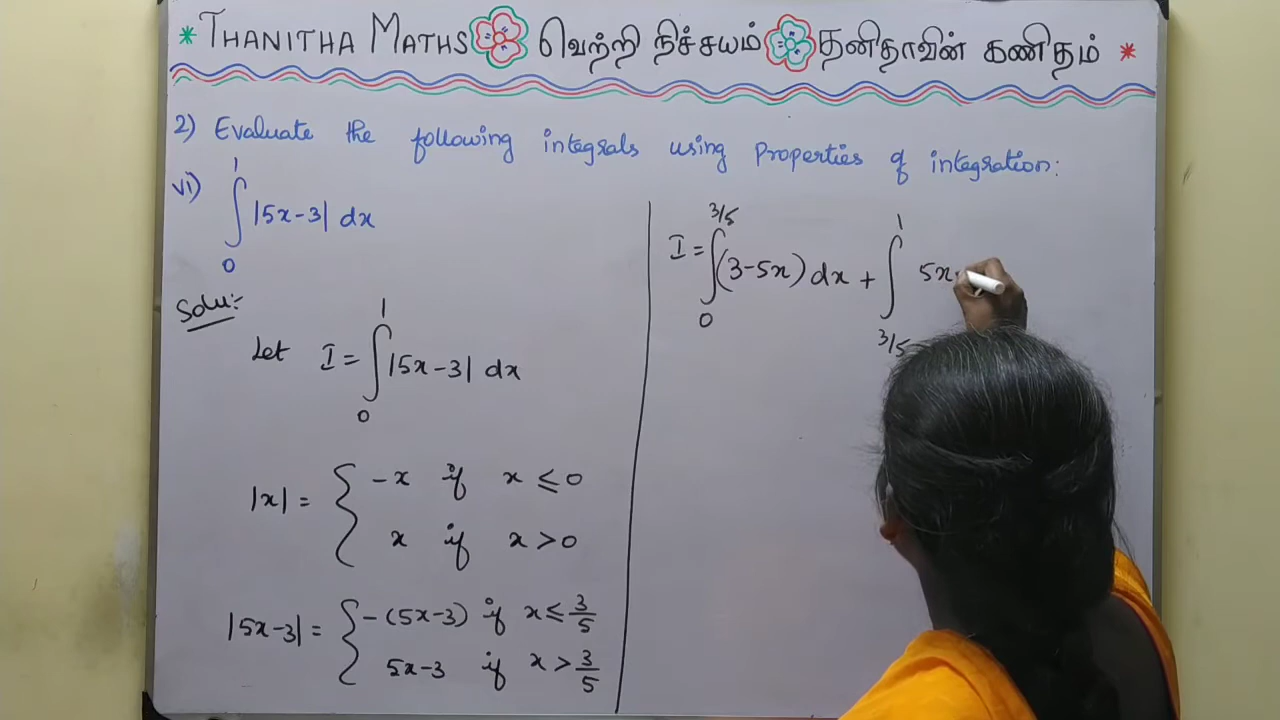 * THANITHA MATHS வெற்றி நிச்சயம் தனிதாவின் கணிதம் *
2) Evaluate the following integrals using Properties of integration:
vi) ∫₀¹ |5x-3| dx
Solu:-
Let I = ∫₀¹ |5x-3| dx
|x| = { -x if x ≤ 0
x if x > 0
|5x-3| = { -(5x-3) if x ≤ 3/5
5x-3 if x > 3/5
I = ∫₀^3/5 (3-5x) dx + ∫_3/5^1 5x